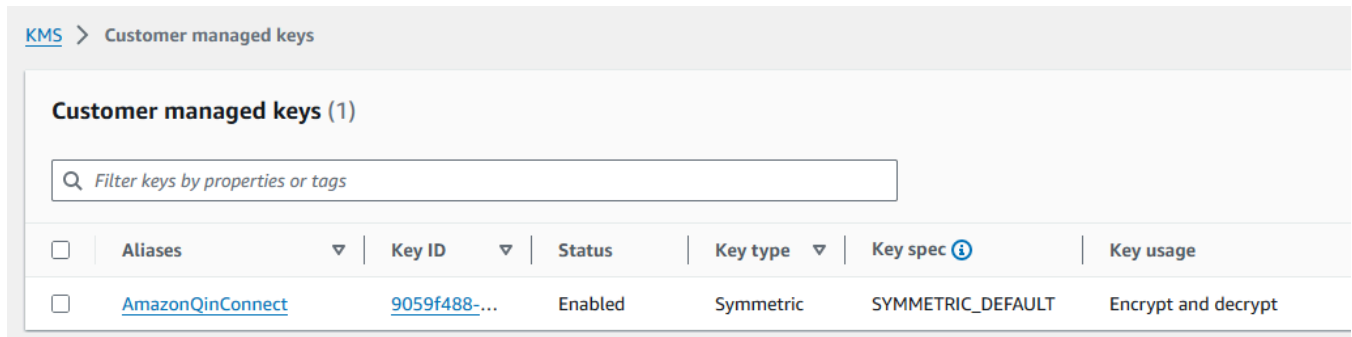 KMS > Customer managed keys
Customer managed keys (1)
Filter keys by properties or tags
Aliases Key ID Status Key type Key spec Key usage
AmazonQinConnect 9059f488-... Enabled Symmetric SYMMETRIC_DEFAULT Encrypt and decrypt